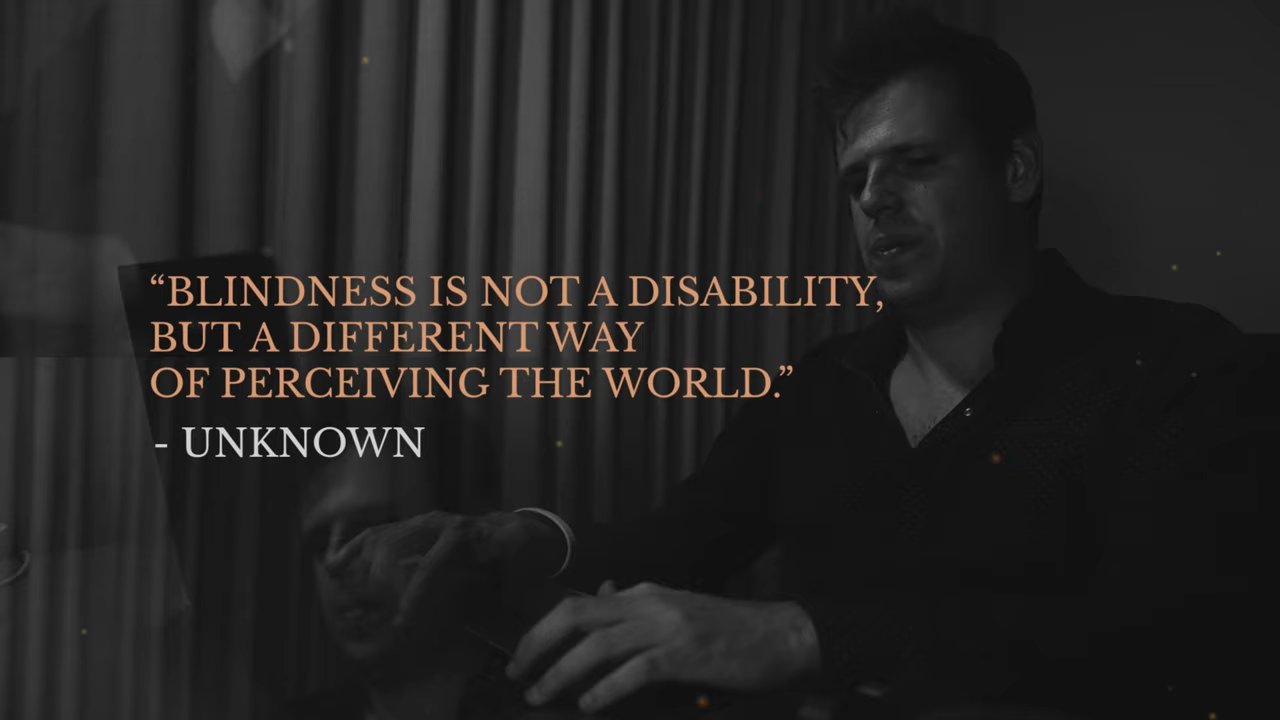 “BLINDNESS IS NOT A DISABILITY,
BUT A DIFFERENT WAY
OF PERCEIVING THE WORLD.”
- UNKNOWN